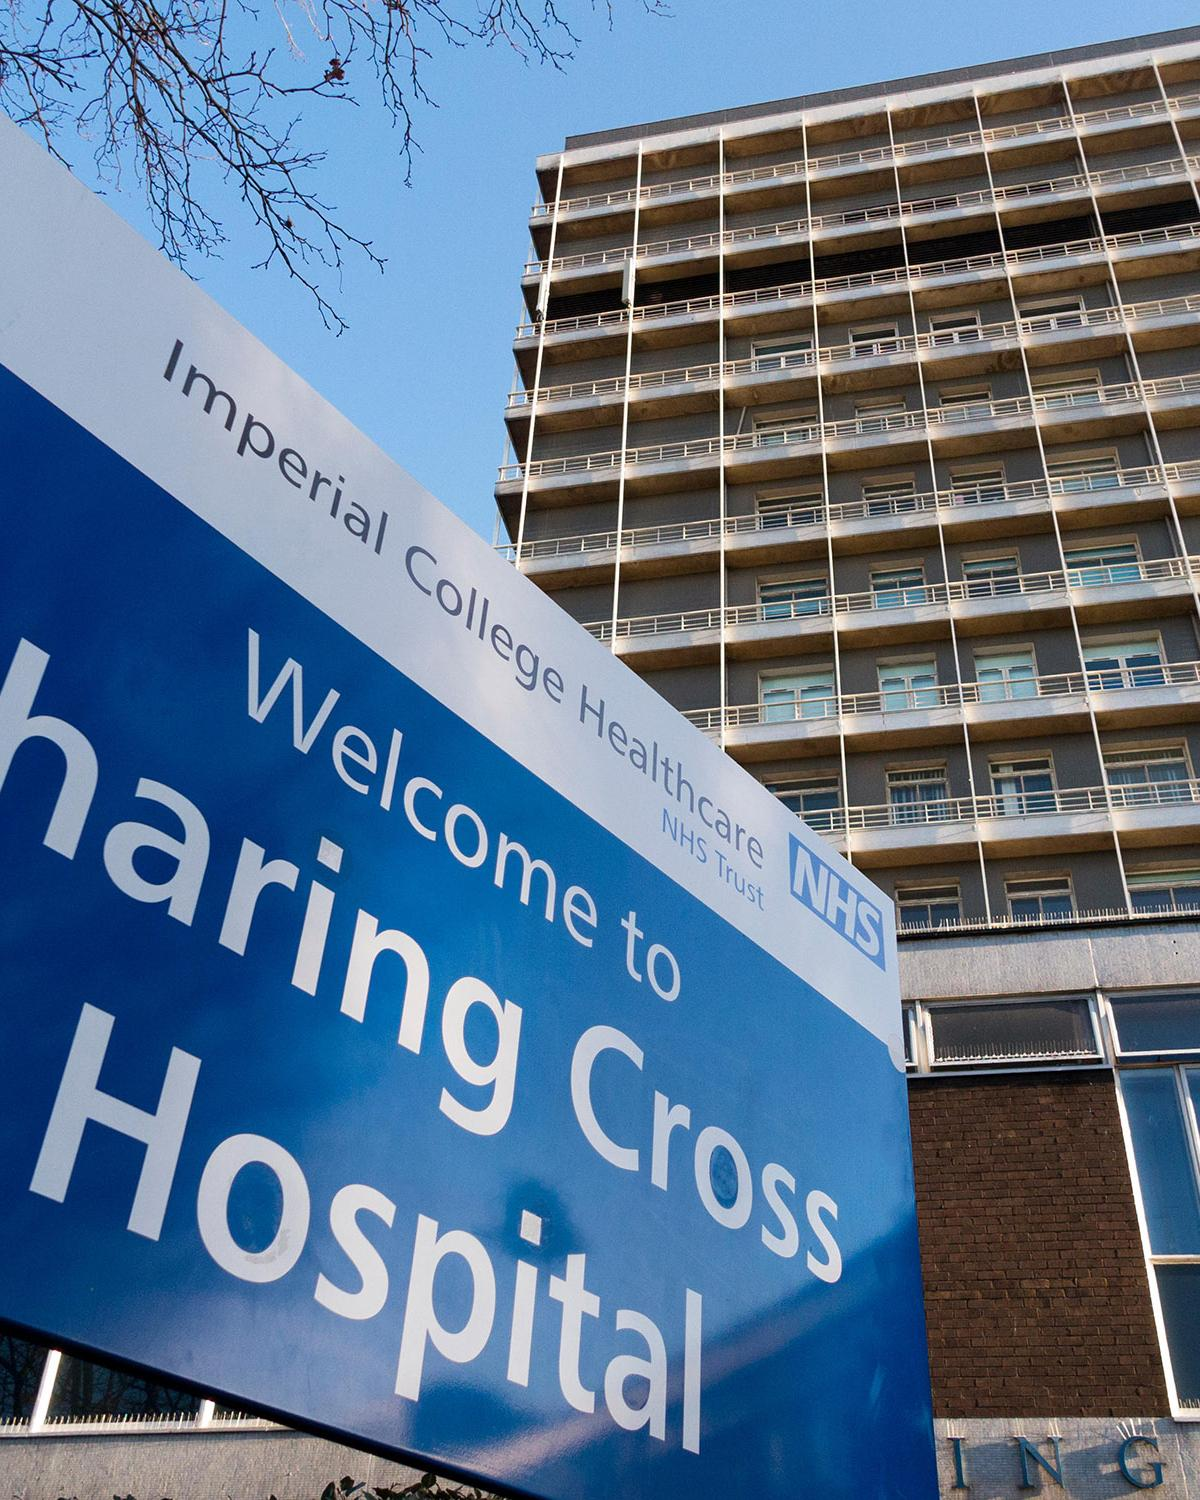 Imperial College Healthcare
NHS Trust
NHS
Welcome to
haring Cross
Hospital
ING